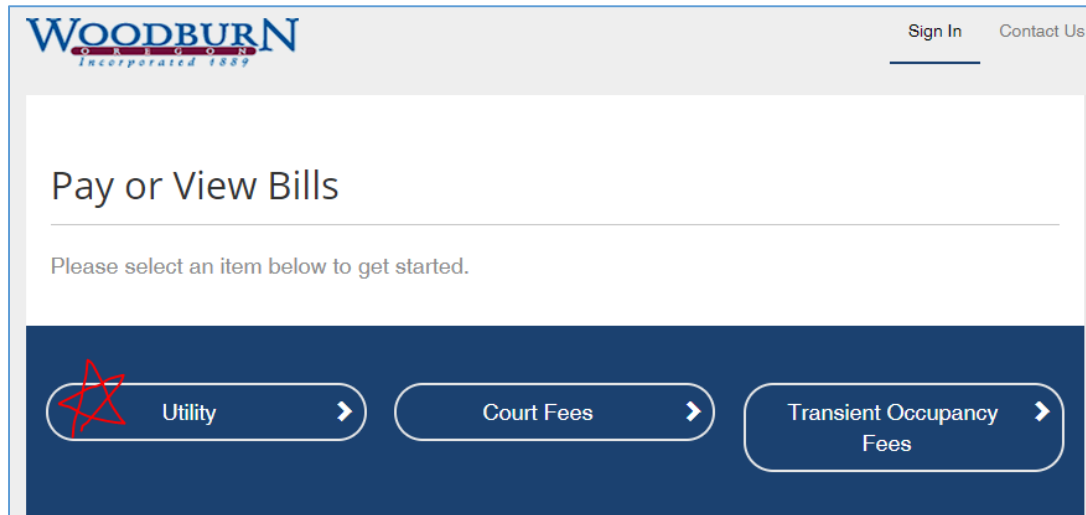 WOODBURN
OREGON
Incorporated 1889
Sign In
Contact Us
Pay or View Bills
Please select an item below to get started.
Utility
Court Fees
Transient Occupancy
Fees